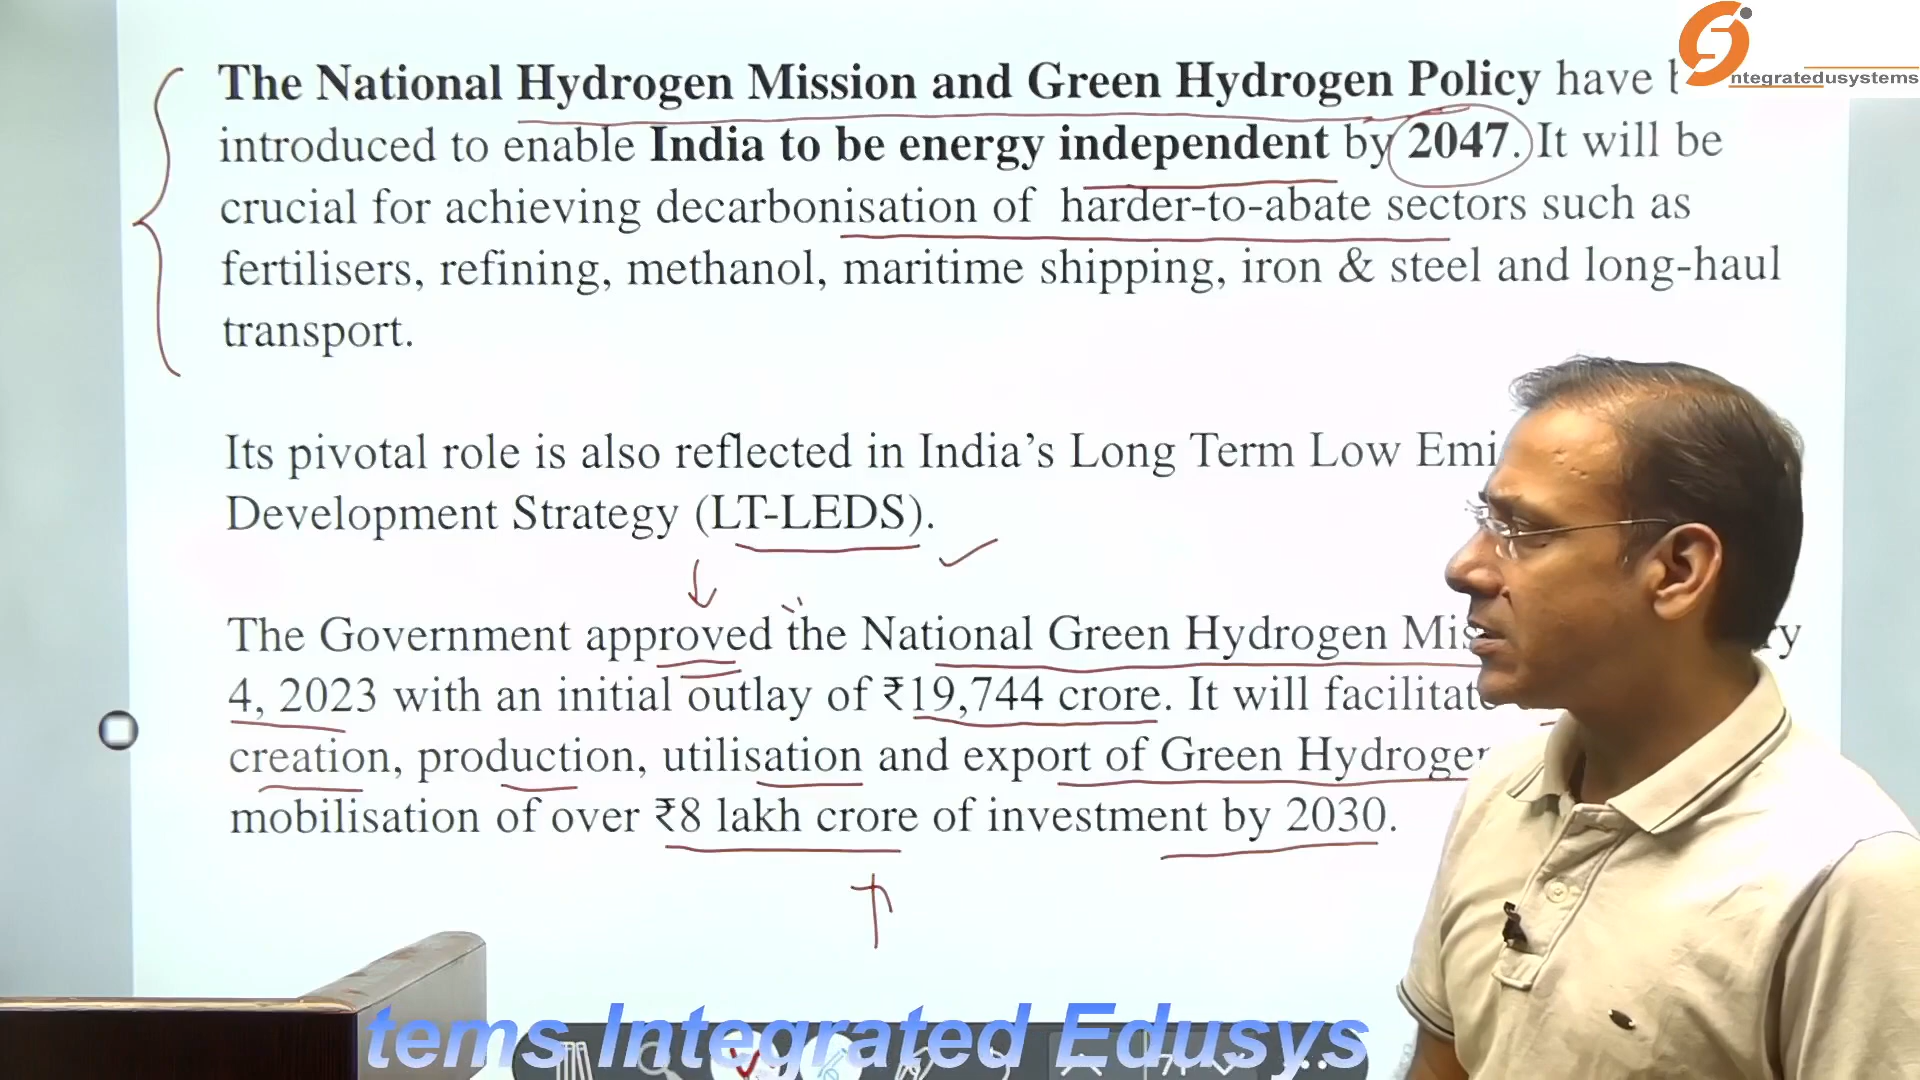 The National Hydrogen Mission and Green Hydrogen Policy have
introduced to enable India to be energy independent by 2047. It will be
crucial for achieving decarbonisation of harder-to-abate sectors such as
fertilisers, refining, methanol, maritime shipping, iron & steel and long-haul
transport.
Its pivotal role is also reflected in India’s Long Term Low Emi
Development Strategy (LT-LEDS).
The Government approved the National Green Hydrogen Mis ry
4, 2023 with an initial outlay of ₹19,744 crore. It will facilitat
creation, production, utilisation and export of Green Hydroge
mobilisation of over ₹8 lakh crore of investment by 2030.
ntegratedusystems
tems Integrated Edusys